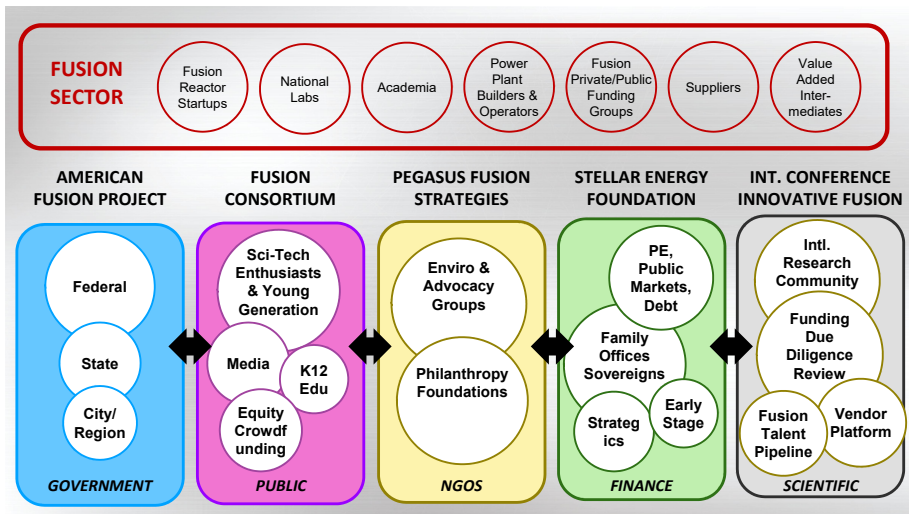 FUSION
SECTOR
Fusion
Reactor
Startups
National
Labs
Academia
Power
Plant
Builders &
Operators
Fusion
Private/Public
Funding
Groups
Suppliers
Value
Added
Inter-
mediates
AMERICAN
FUSION PROJECT
FUSION
CONSORTIUM
PEGASUS FUSION
STRATEGIES
STELLAR ENERGY
FOUNDATION
INT. CONFERENCE
INNOVATIVE FUSION
Federal
State
City/
Region
GOVERNMENT
Sci-Tech
Enthusiasts
& Young
Generation
Media
K12
Edu
Equity
Crowdf
unding
PUBLIC
Enviro &
Advocacy
Groups
Philanthropy
Foundations
NGOS
PE,
Public
Markets,
Debt
Family
Offices
Sovereigns
Strateg
ics
Early
Stage
FINANCE
Intl.
Research
Community
Funding
Due
Diligence
Review
Fusion
Talent
Pipeline
Vendor
Platform
SCIENTIFIC